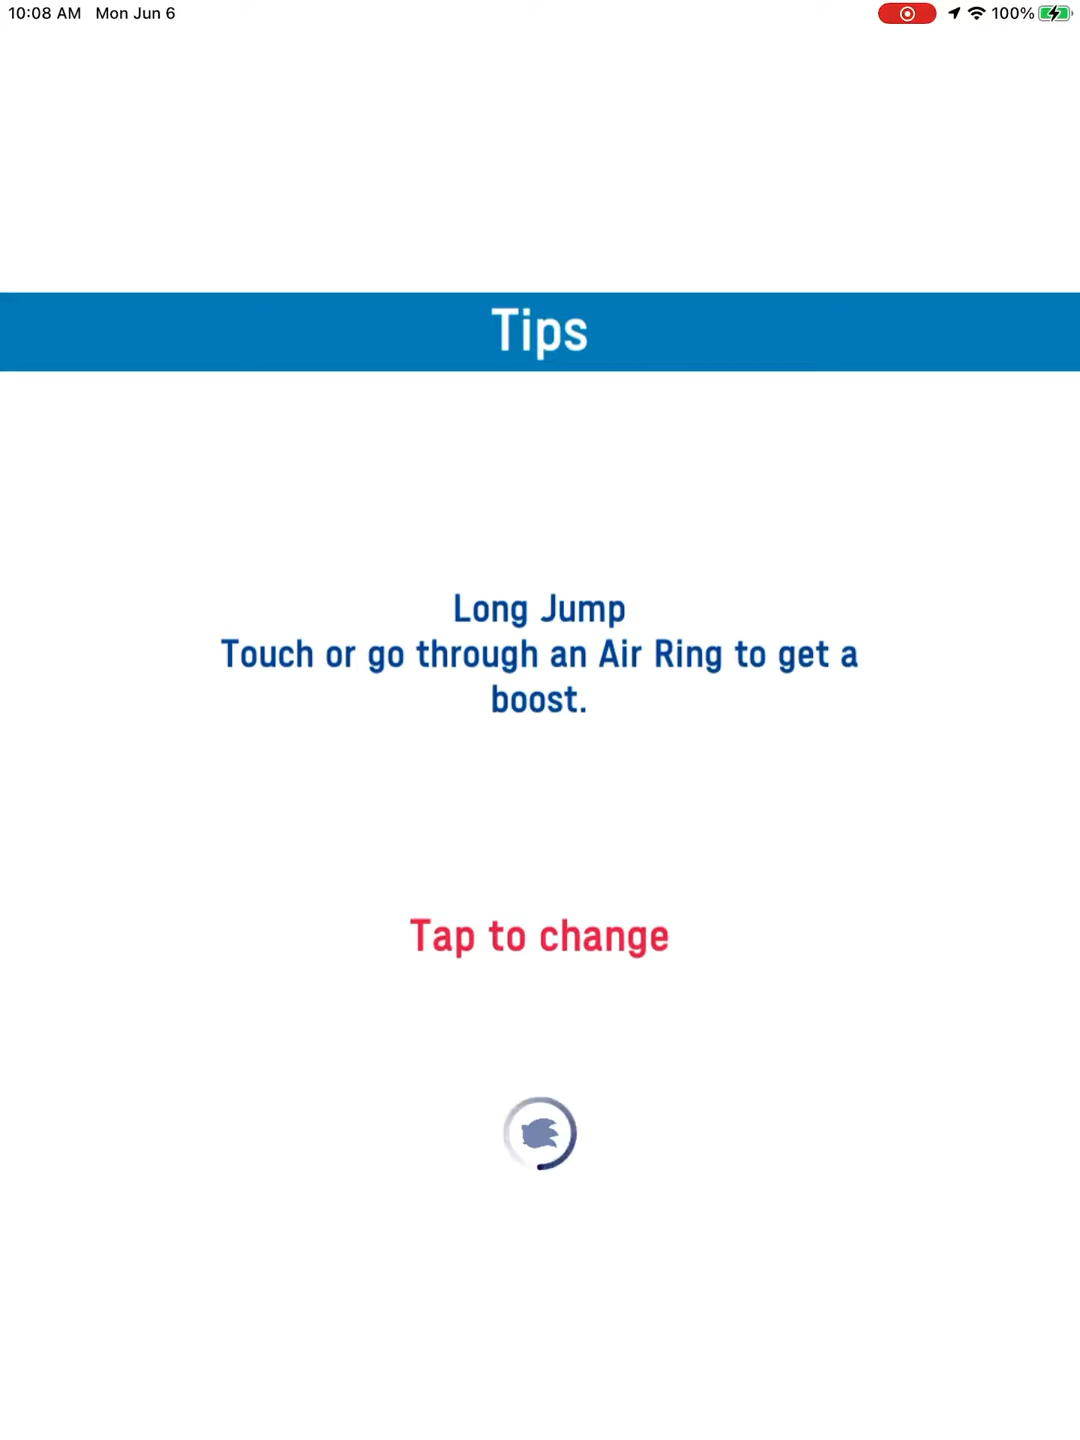 10:08 AM Mon Jun 6 100%
Tips
Long Jump
Touch or go through an Air Ring to get a
boost.
Tap to change